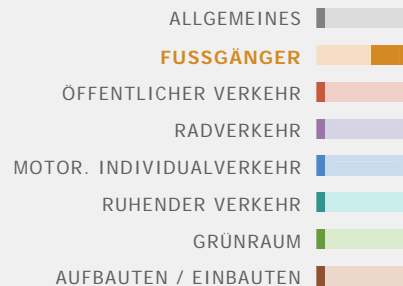 ALLGEMEINES
FUSSGÄNGER
ÖFFENTLICHER VERKEHR
RADVERKEHR
MOTOR. INDIVIDUALVERKEHR
RUHENDER VERKEHR
GRÜNRAUM
AUFBAUTEN / EINBAUTEN